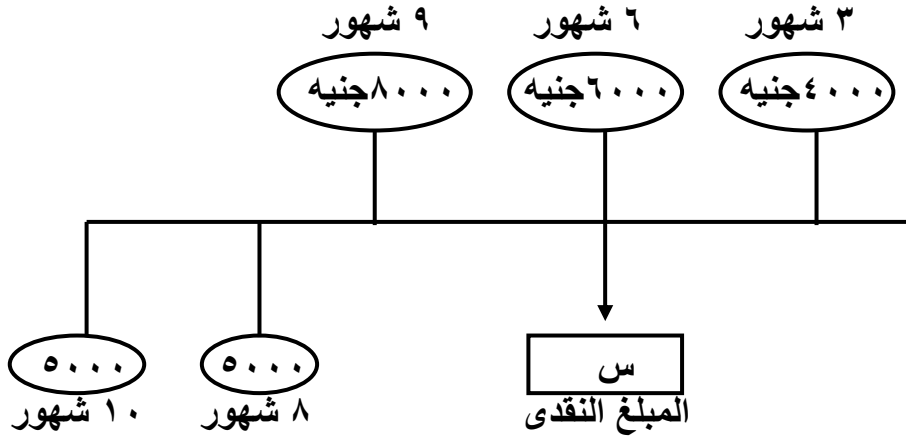 ٣ شهور
٦ شهور
٩ شهور
٤٠٠٠جنيه
٦٠٠٠جنيه
٨٠٠٠جنيه
س
المبلغ النقدى
٥٠٠٠
٨ شهور
٥٠٠٠
١٠ شهور